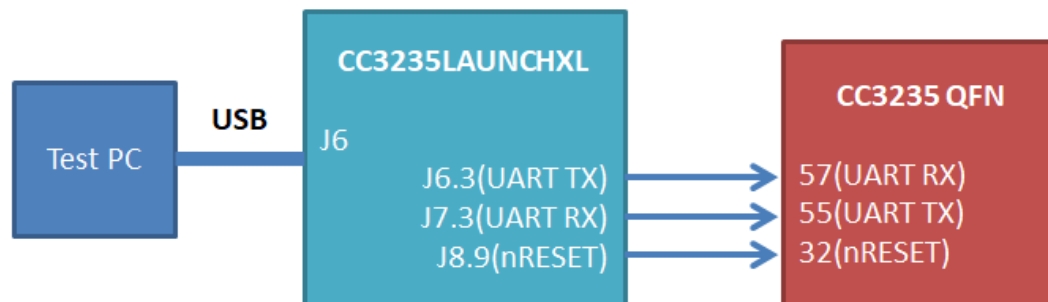 Test PC
USB
CC3235LAUNCHXL
J6
J6.3(UART TX)
J7.3(UART RX)
J8.9(nRESET)
CC3235 QFN
57(UART RX)
55(UART TX)
32(nRESET)